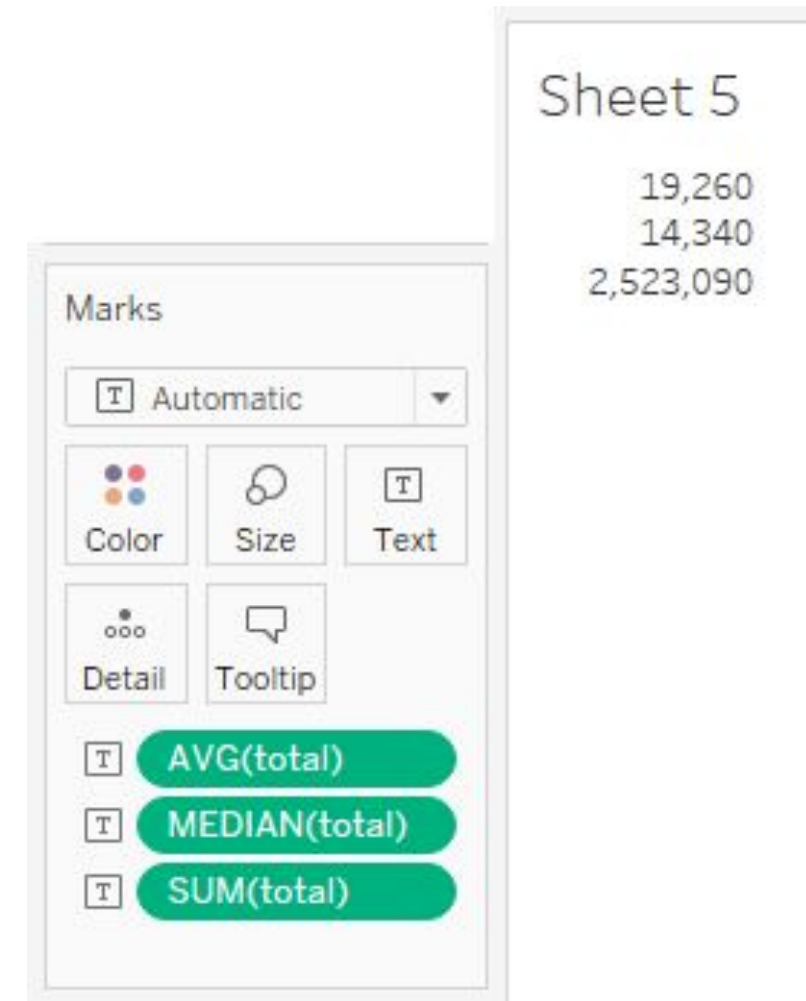 Sheet 5
19,260
14,340
2,523,090
Marks
T Automatic
Color Size T Text
Detail Tooltip
T AVG(total)
T MEDIAN(total)
T SUM(total)